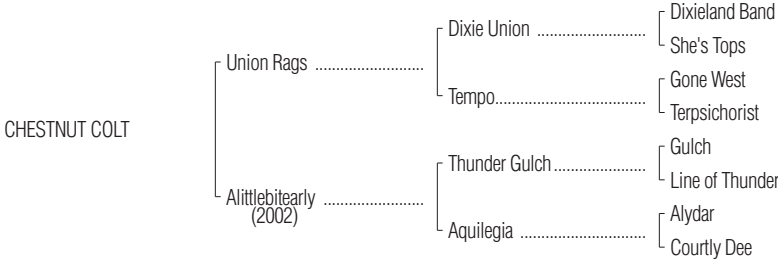 Dixieland Band
Dixie Union ..........................
She's Tops
Union Rags ..........................
Gone West
Tempo....................................
Terpsichorist
CHESTNUT COLT
Gulch
Thunder Gulch......................
Line of Thunder
Alittlebitearly ........................
(2002)
Alydar
Aquilegia ..............................
Courtly Dee